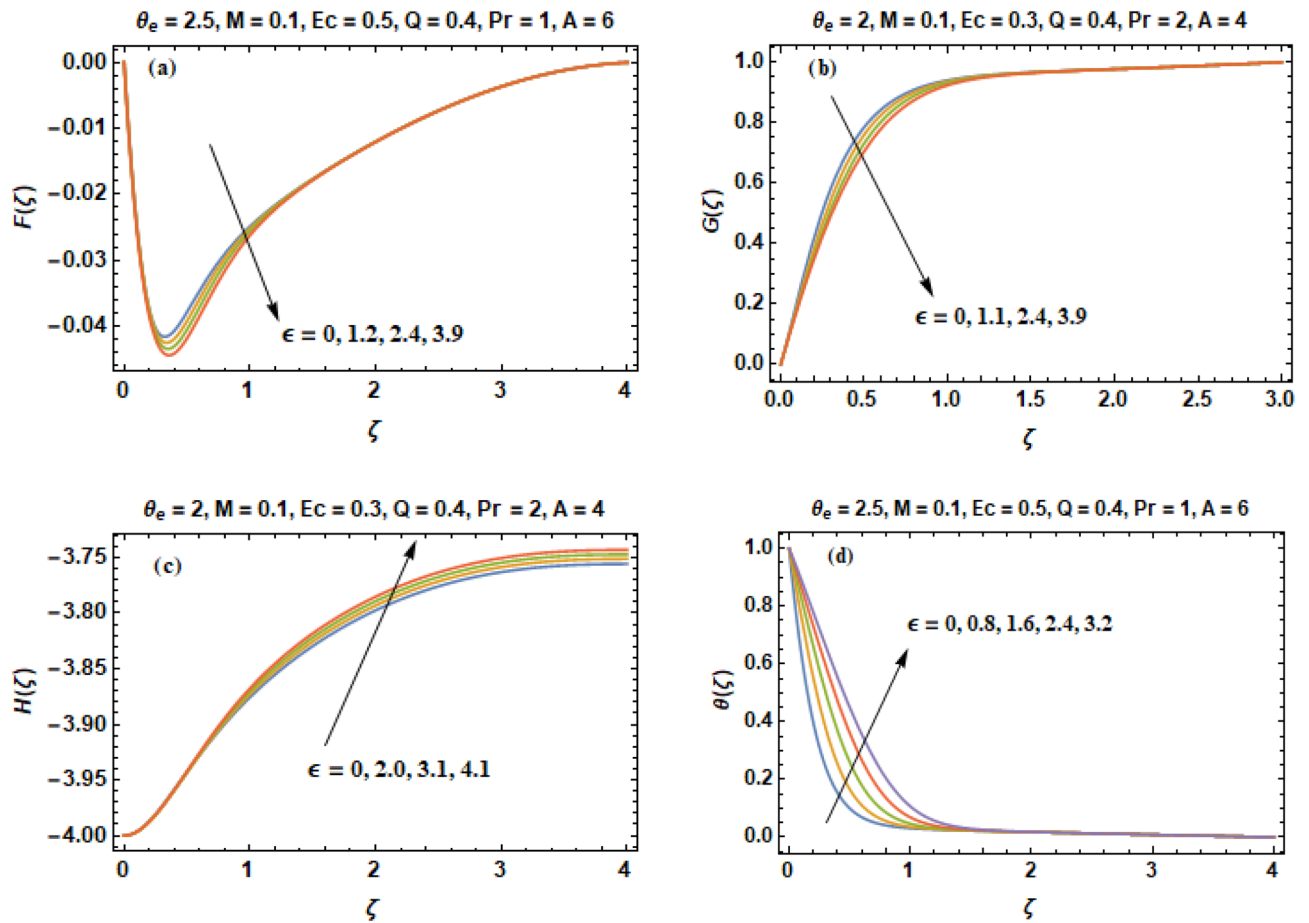 θe = 2.5, M = 0.1, Ec = 0.5, Q = 0.4, Pr = 1, A = 6
(a)
0.00
−0.01
−0.02
−0.03
−0.04
F(ζ)
ϵ = 0, 1.2, 2.4, 3.9
0 1 2 3 4
ζ
θe = 2, M = 0.1, Ec = 0.3, Q = 0.4, Pr = 2, A = 4
(b)
1.0
0.8
0.6
0.4
0.2
0.0
G(ζ)
ϵ = 0, 1.1, 2.4, 3.9
0.0 0.5 1.0 1.5 2.0 2.5 3.0
ζ
θe = 2, M = 0.1, Ec = 0.3, Q = 0.4, Pr = 2, A = 4
(c)
−3.75
−3.80
−3.85
−3.90
−3.95
−4.00
H(ζ)
ϵ = 0, 2.0, 3.1, 4.1
0 1 2 3 4
ζ
θe = 2.5, M = 0.1, Ec = 0.5, Q = 0.4, Pr = 1, A = 6
(d)
1.0
0.8
0.6
0.4
0.2
0.0
θ(ζ)
ϵ = 0, 0.8, 1.6, 2.4, 3.2
0 1 2 3 4
ζ